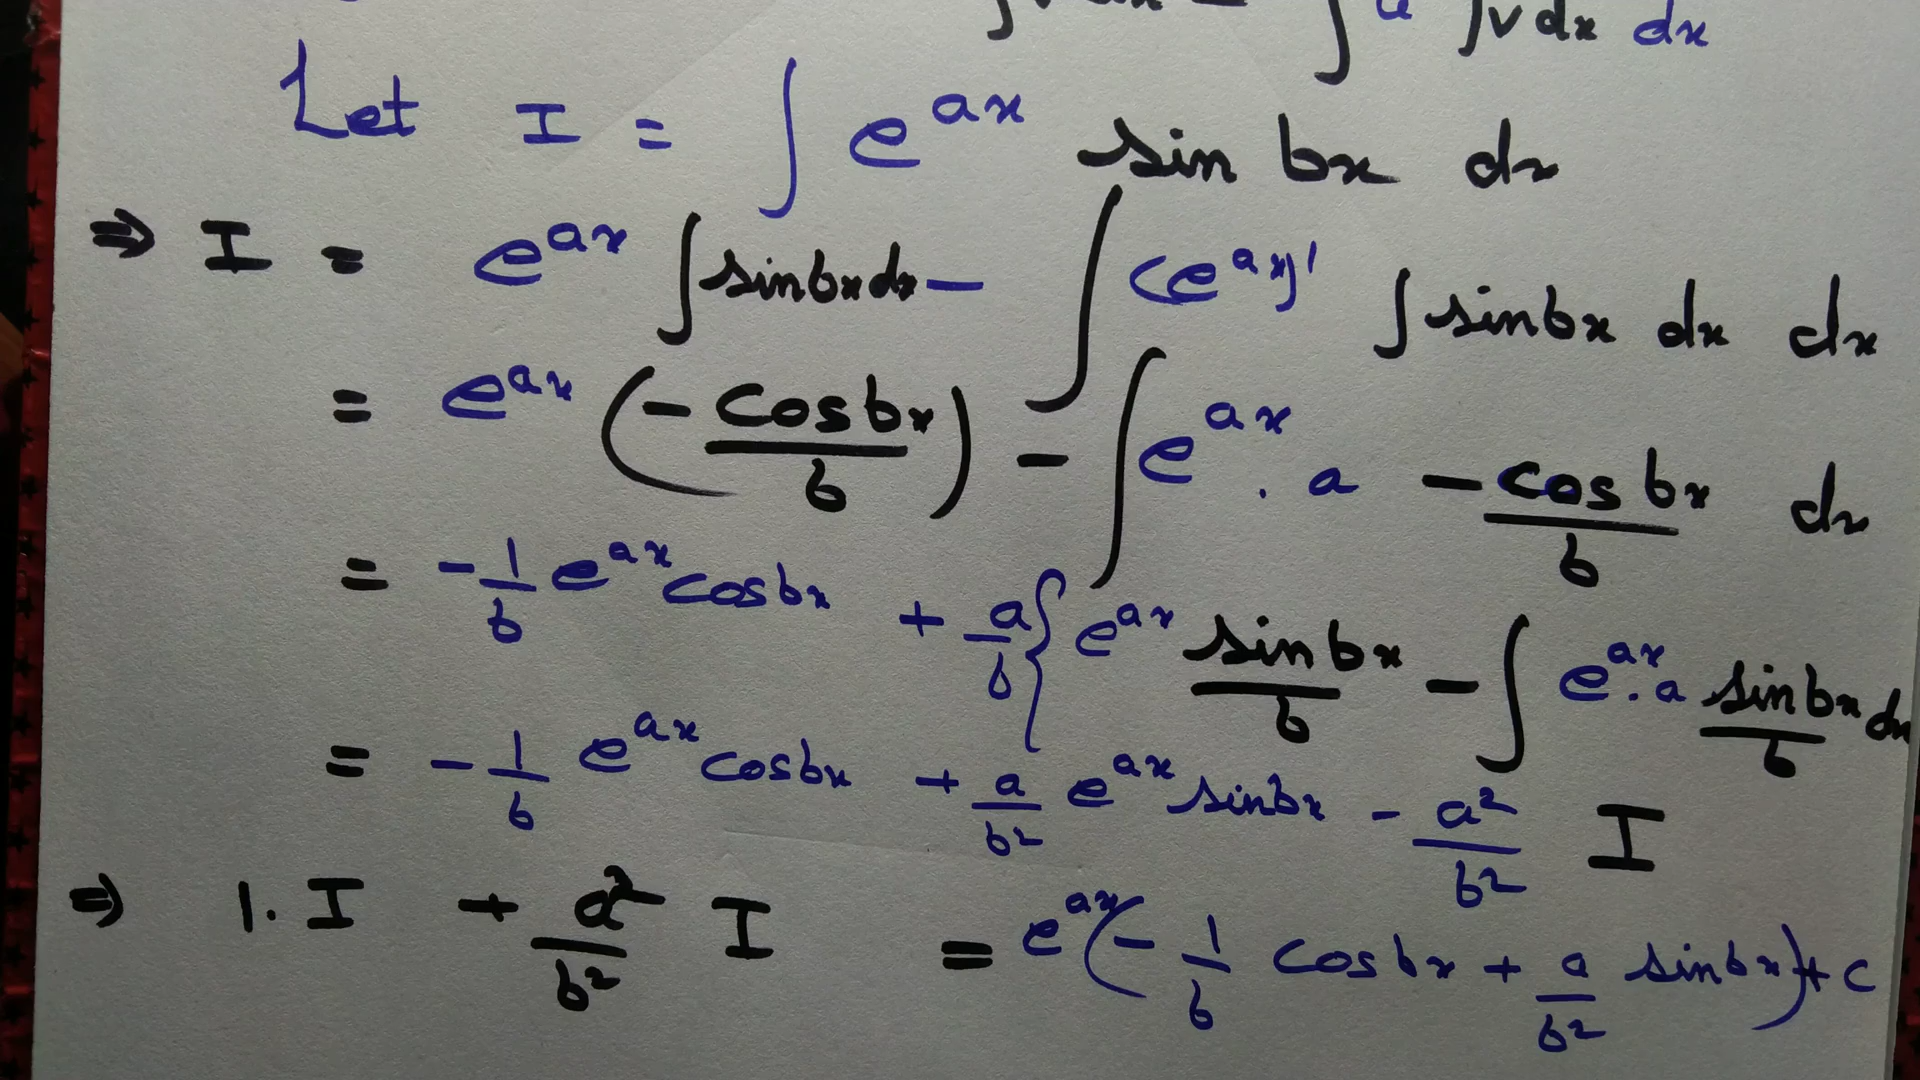 ∫v dx − ∫ u' ∫v dx dx
Let I = ∫ e^{ax} sin bx dx
⇒ I = e^{ax} ∫sin bx dx − ∫ (e^{ax})' ∫ sin bx dx dx
= e^{ax} (−cos bx / b) − ∫ e^{ax} . a −cos bx / b dx
= −1/b e^{ax} cos bx + a/b { e^{ax} sin bx / b − ∫ e^{ax} . a sin bx / b dx
= −1/b e^{ax} cos bx + a/b² e^{ax} sin bx − a²/b² I
⇒ 1. I + a²/b² I = e^{ax} (−1/b cos bx + a/b² sin bx) + c